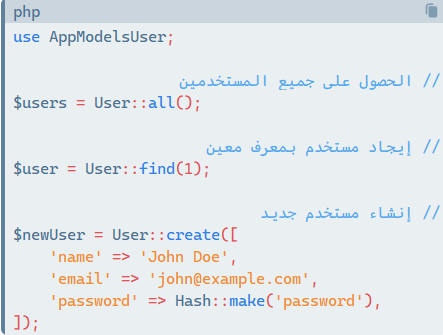 php
use AppModelsUser;
// الحصول على جميع المستخدمين
$users = User::all();
// إيجاد مستخدم بمعرف معين
$user = User::find(1);
// إنشاء مستخدم جديد
$newUser = User::create([
'name' => 'John Doe',
'email' => 'john@example.com',
'password' => Hash::make('password'),
]);